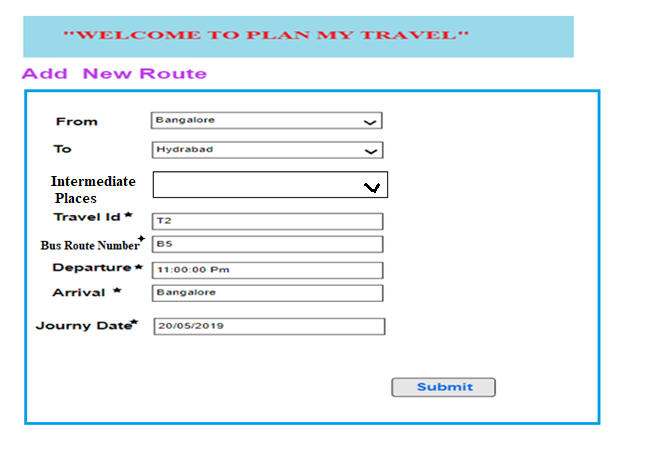 "WELCOME TO PLAN MY TRAVEL"
Add New Route
From Bangalore
To Hydrabad
Intermediate
Places
Travel Id * T2
Bus Route Number* B5
Departure * 11:00:00 Pm
Arrival * Bangalore
Journy Date* 20/05/2019
Submit